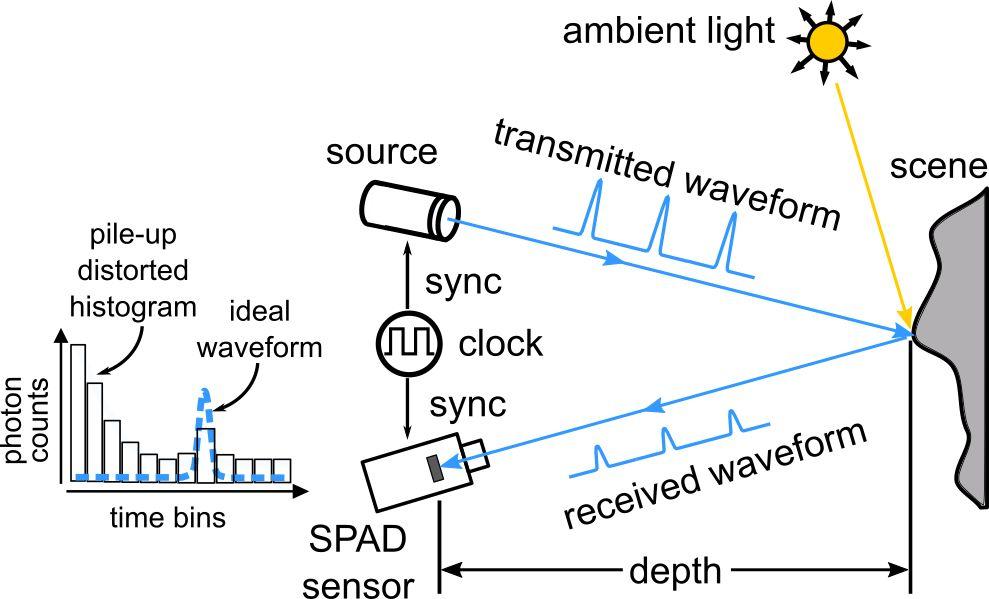 ambient light
transmitted waveform
source
scene
pile-up
distorted
histogram
sync
ideal
waveform
clock
sync
photon
counts
received waveform
time bins
SPAD
sensor
depth